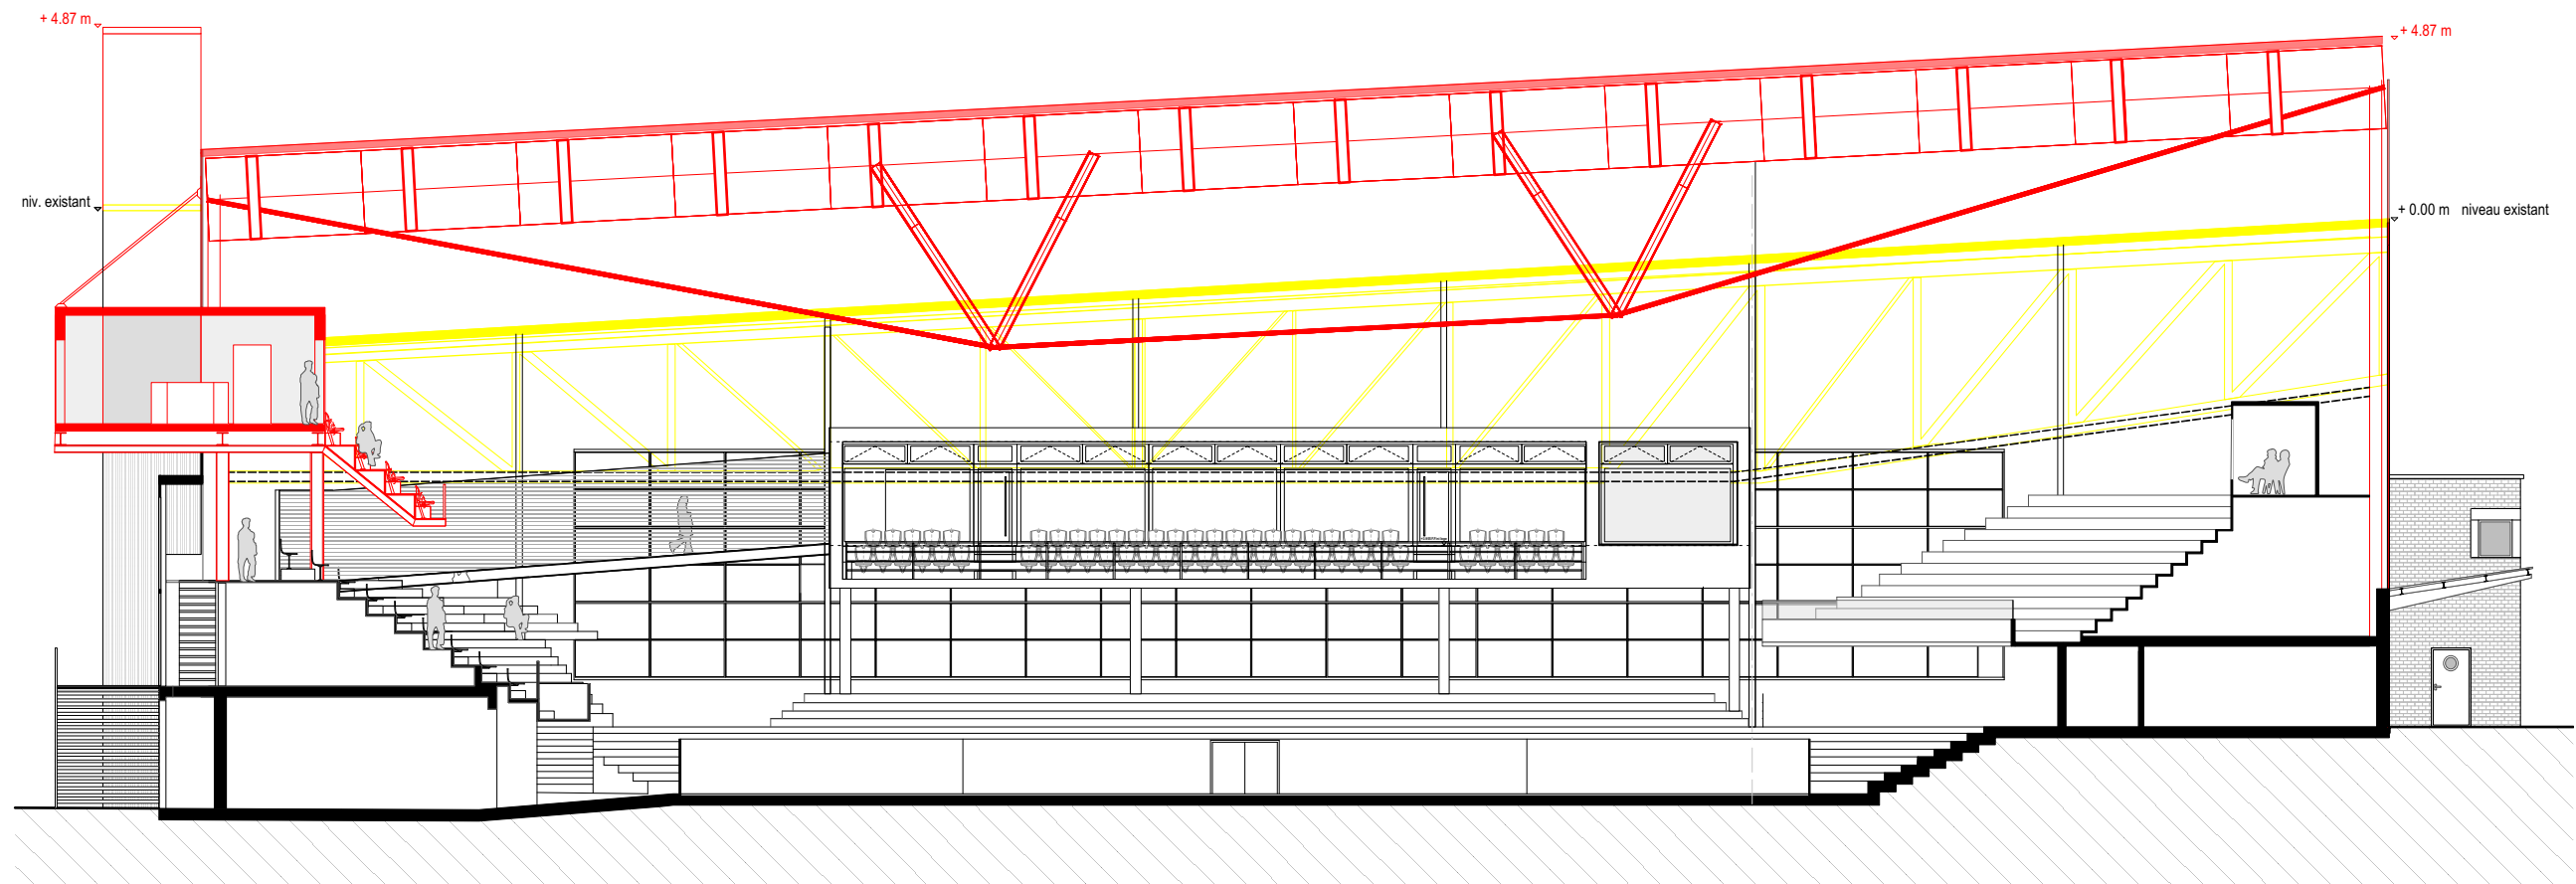 + 4.87 m
+ 4.87 m
niv. existant
+ 0.00 m niveau existant